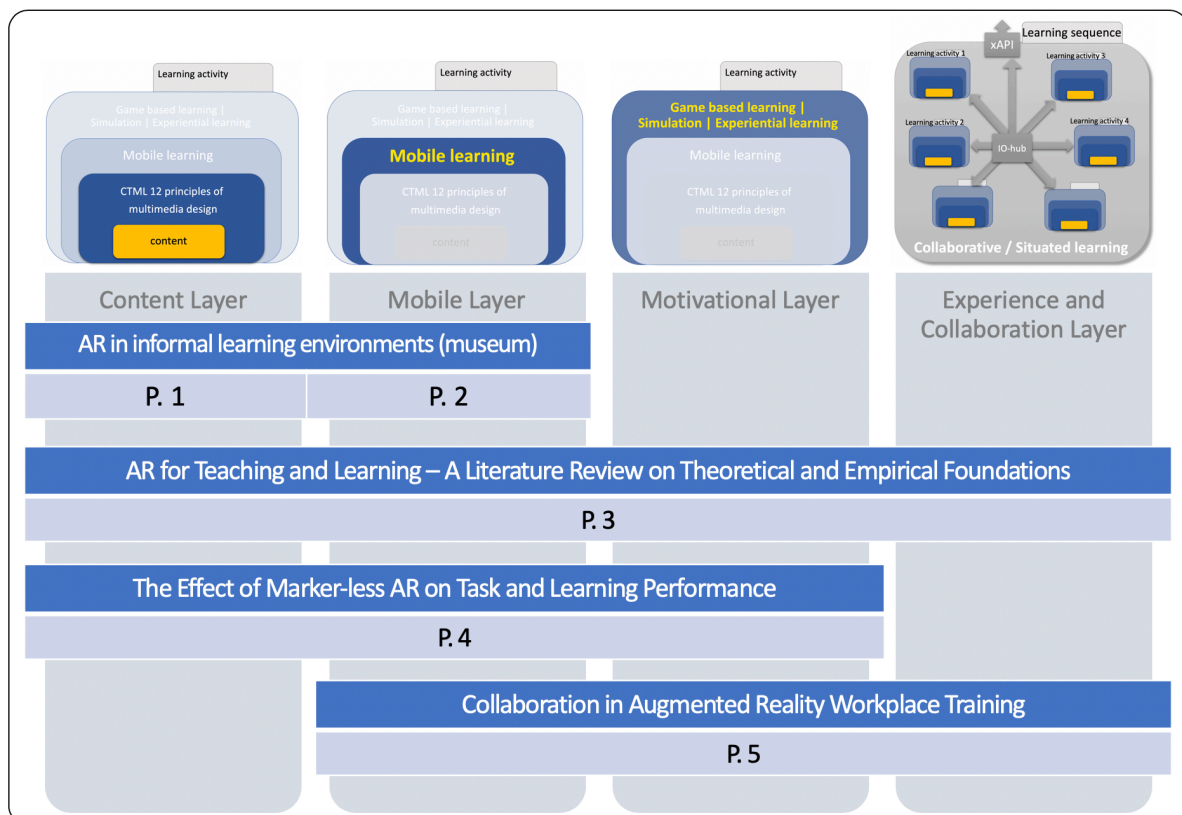 Learning activity
Game based learning |
Simulation | Experiential learning
Mobile learning
CTML 12 principles of
multimedia design
content
Learning activity
Game based learning |
Simulation | Experiential learning
Mobile learning
CTML 12 principles of
multimedia design
content
Learning activity
Game based learning |
Simulation | Experiential learning
Mobile learning
CTML 12 principles of
multimedia design
content
Learning sequence
xAPI
Learning activity 1
Learning activity 3
Learning activity 2
Learning activity 4
IO-hub
Collaborative / Situated learning
Content Layer
Mobile Layer
Motivational Layer
Experience and
Collaboration Layer
AR in informal learning environments (museum)
P. 1
P. 2
AR for Teaching and Learning – A Literature Review on Theoretical and Empirical Foundations
P. 3
The Effect of Marker-less AR on Task and Learning Performance
P. 4
Collaboration in Augmented Reality Workplace Training
P. 5